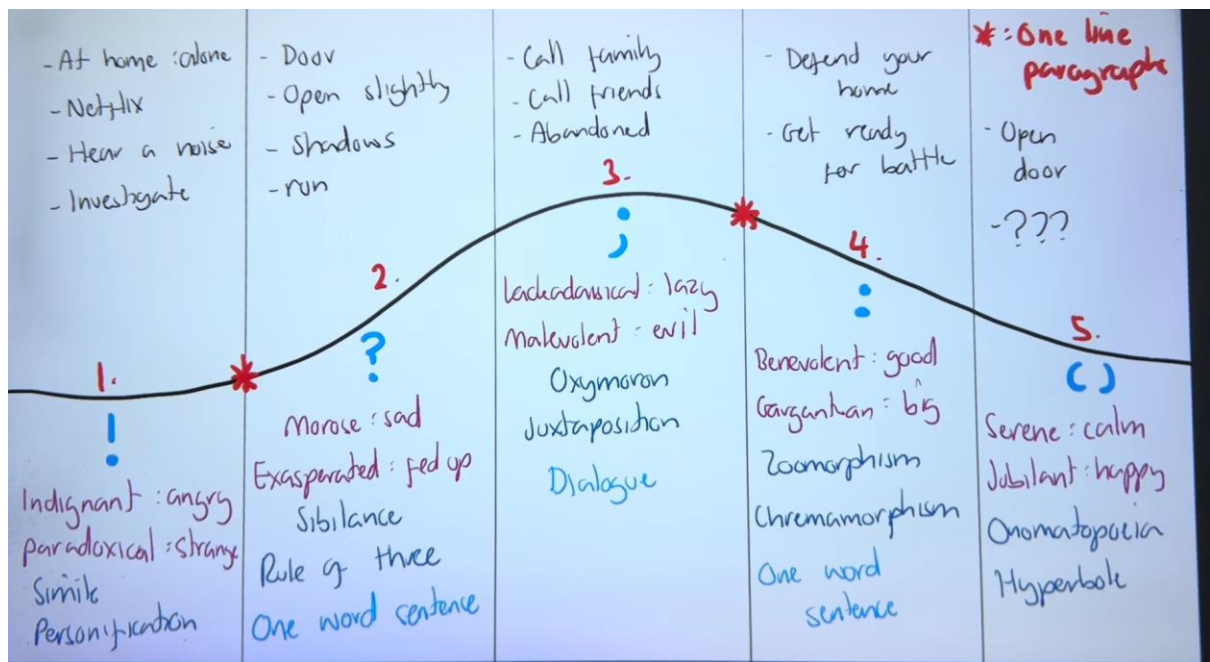 - At home : alone
- Netflix
- Hear a noise
- Investigate
1.
!
Indignant : angry
Paradoxical : strange
Simile
Personification
- Door
- Open slightly
- Shadows
- run
2.
?
Morose : sad
Exasperated : fed up
Sibilance
Rule of three
One word sentence
- Call family
- Call friends
- Abandoned
3.
;
Lackadaisical : lazy
Malevolent : evil
Oxymoron
Juxtaposition
Dialogue
- Defend your
home
- Get ready
for battle
4.
:
Benevolent : good
Gargantuan : big
Zoomorphism
Chremamorphism
One word
sentence
* : One line
paragraphs
- Open
door
- ???
5.
( )
Serene : calm
Jubilant : happy
Onomatopoeia
Hyperbole